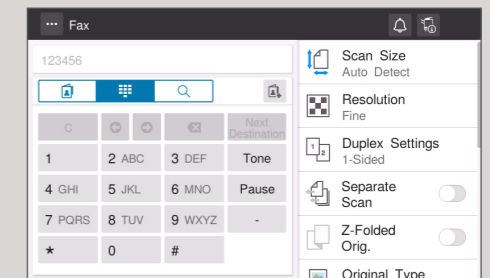 Fax
123456
C
Next
Destination
1
2 ABC
3 DEF
Tone
4 GHI
5 JKL
6 MNO
Pause
7 PQRS
8 TUV
9 WXYZ
-
*
0
#
Scan Size
Auto Detect
Resolution
Fine
1 2
Duplex Settings
1-Sided
Separate
Scan
Z-Folded
Orig.
Original Type